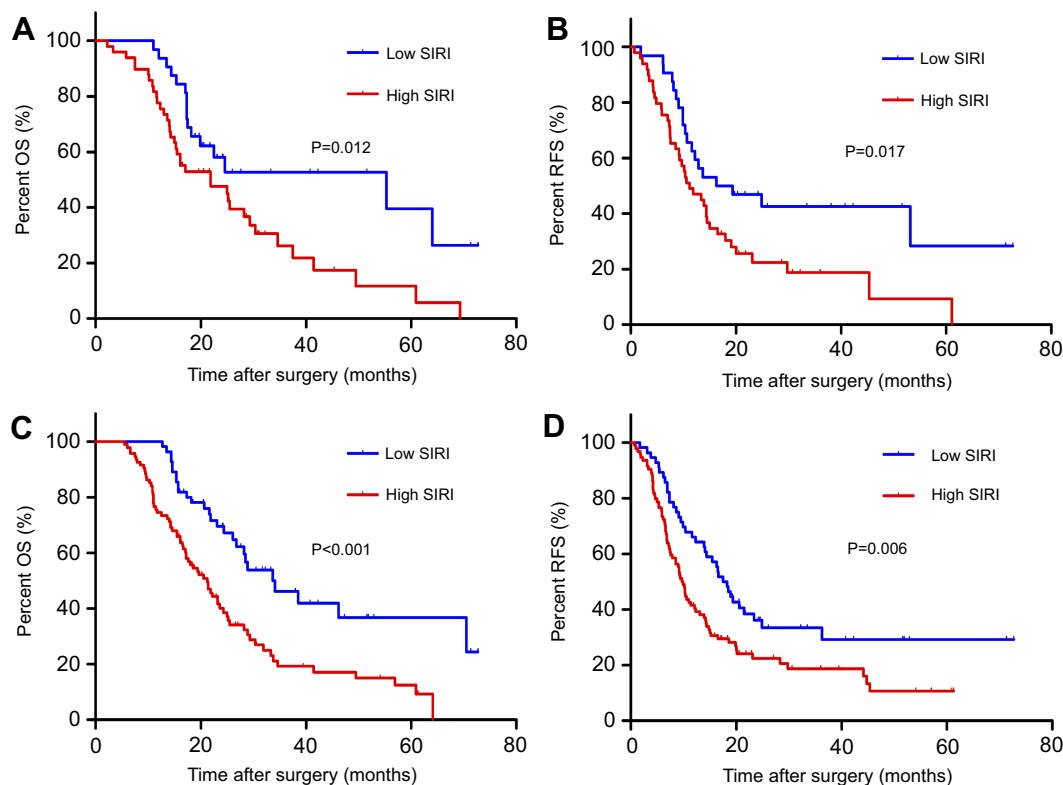 A
Percent OS (%)
100
80
60
40
20
0
0 20 40 60 80
Time after surgery (months)
Low SIRI
High SIRI
P=0.012
B
Percent RFS (%)
100
80
60
40
20
0
0 20 40 60 80
Time after surgery (months)
Low SIRI
High SIRI
P=0.017
C
Percent OS (%)
100
80
60
40
20
0
0 20 40 60 80
Time after surgery (months)
Low SIRI
High SIRI
P<0.001
D
Percent RFS (%)
100
80
60
40
20
0
0 20 40 60 80
Time after surgery (months)
Low SIRI
High SIRI
P=0.006